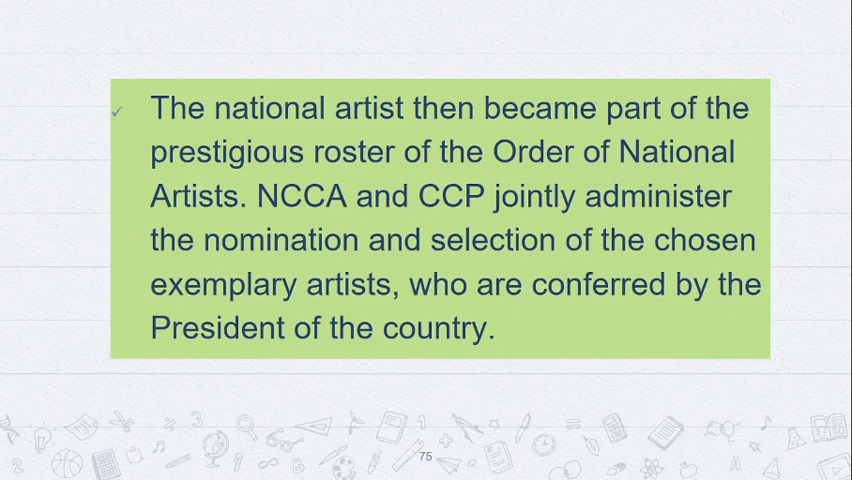 ✓ The national artist then became part of the
prestigious roster of the Order of National
Artists. NCCA and CCP jointly administer
the nomination and selection of the chosen
exemplary artists, who are conferred by the
President of the country.
75